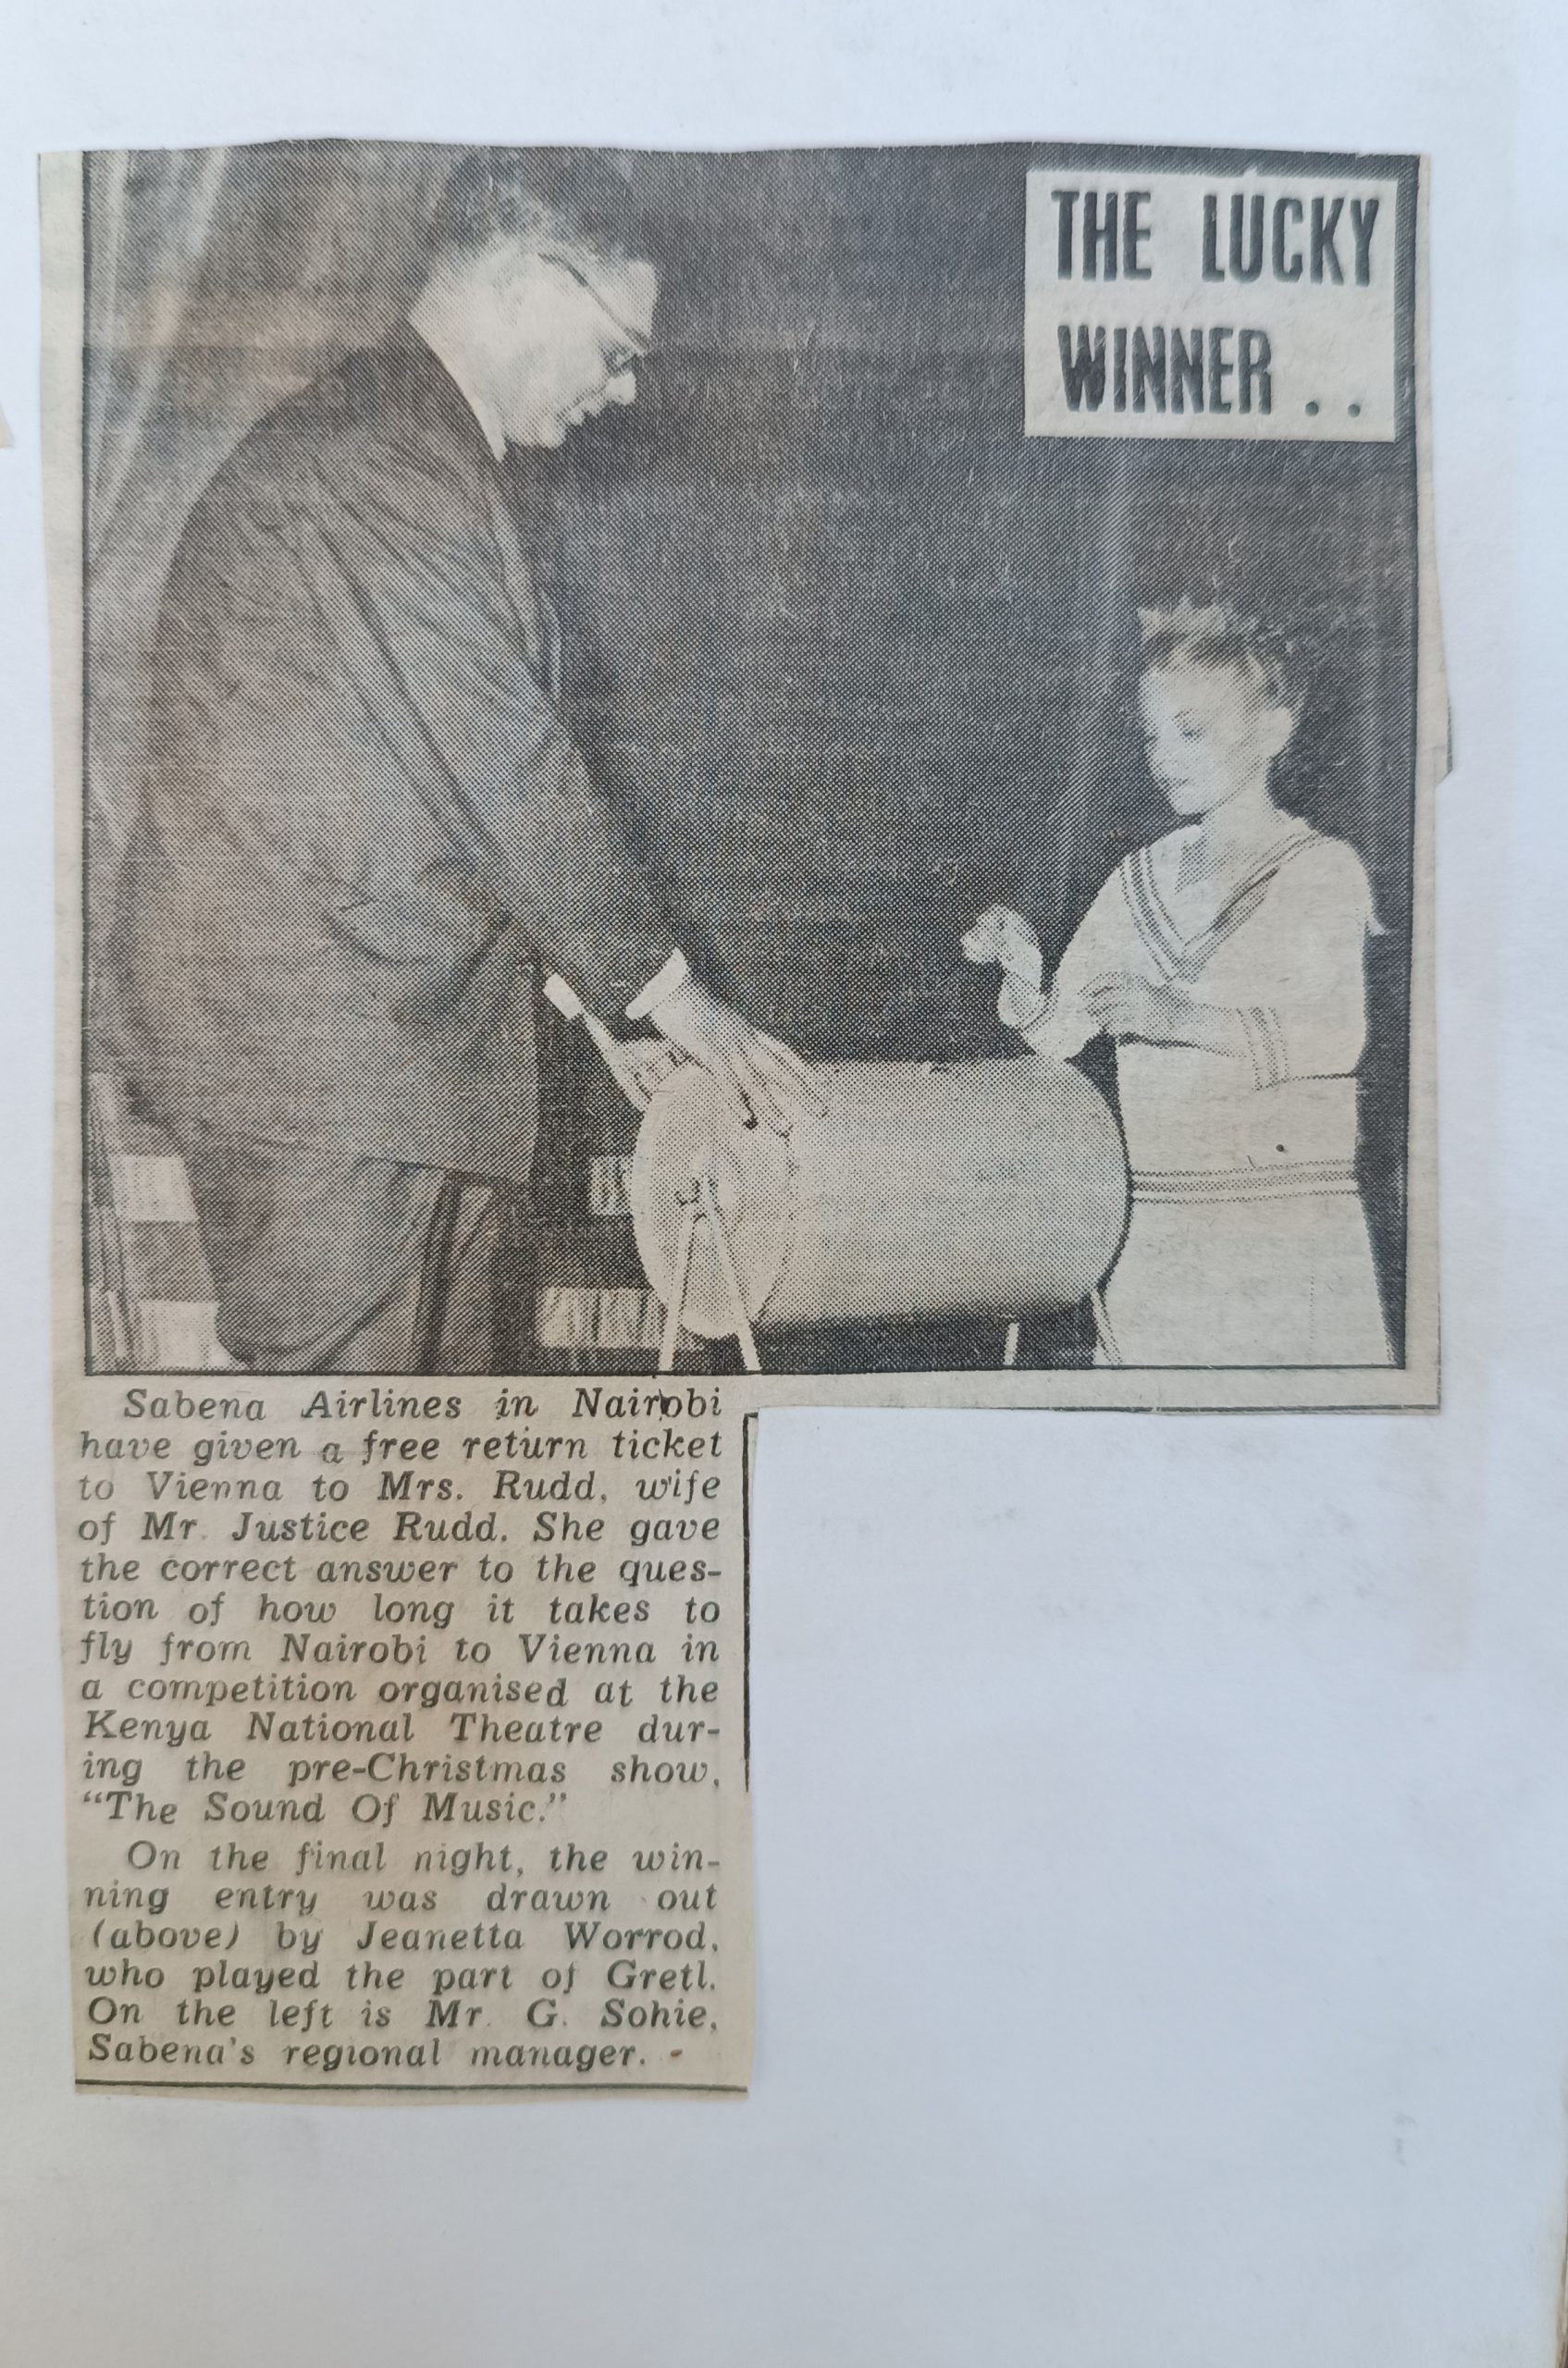 THE LUCKY
WINNER . .
Sabena Airlines in Nairobi
have given a free return ticket
to Vienna to Mrs. Rudd, wife
of Mr. Justice Rudd. She gave
the correct answer to the ques-
tion of how long it takes to
fly from Nairobi to Vienna in
a competition organised at the
Kenya National Theatre dur-
ing the pre-Christmas show,
“The Sound Of Music.”
On the final night, the win-
ning entry was drawn out
(above) by Jeanetta Worrod,
who played the part of Gretl.
On the left is Mr. G. Sohie,
Sabena's regional manager.